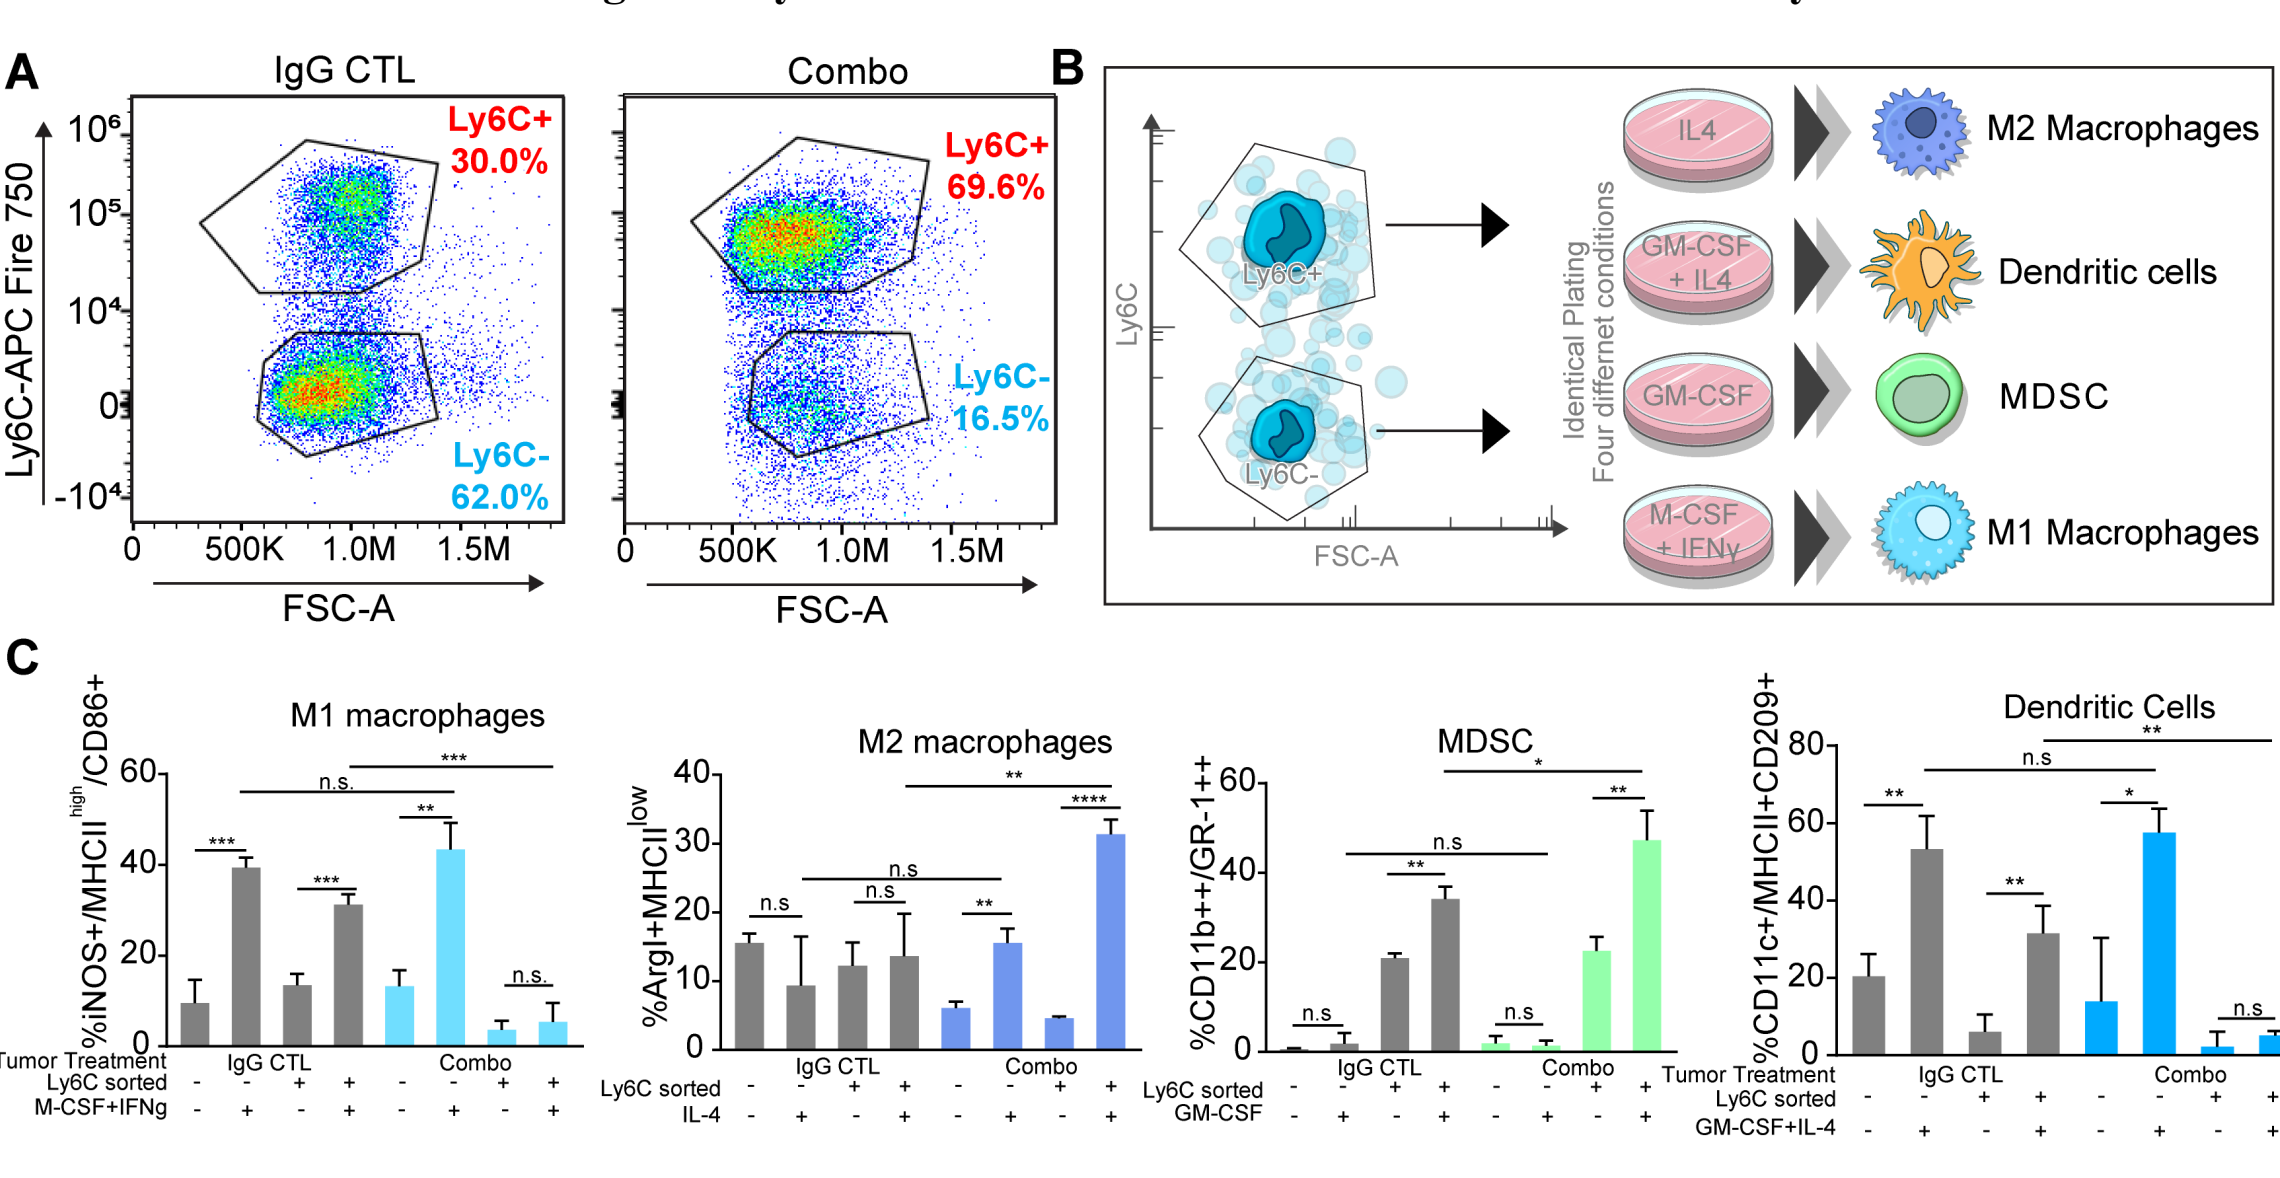 A
IgG CTL
Combo
Ly6C-APC Fire 750
10⁶
10⁵
10⁴
0
-10⁴
Ly6C+
30.0%
Ly6C-
62.0%
Ly6C+
69.6%
Ly6C-
16.5%
0 500K 1.0M 1.5M
0 500K 1.0M 1.5M
FSC-A
FSC-A
B
Ly6C
Ly6C+
Ly6C-
FSC-A
Identical Plating
Four differnet conditions
IL4
M2 Macrophages
GM-CSF
+ IL4
Dendritic cells
GM-CSF
MDSC
M-CSF
+ IFNγ
M1 Macrophages
C
M1 macrophages
%iNOS+/MHCII high /CD86+
60
40
20
0
***
n.s.
**
***
***
n.s.
Tumor Treatment IgG CTL Combo
Ly6C sorted - - + + - - + +
M-CSF+IFNg - + - + - + - +
M2 macrophages
%ArgI+MHCII low
40
30
20
10
0
**
****
n.s
n.s
n.s
**
IgG CTL Combo
Ly6C sorted - - + + - - + +
IL-4 - + - + - + - +
MDSC
%CD11b++/GR-1++
60
40
20
0
*
**
n.s
**
n.s
n.s
IgG CTL Combo
Ly6C sorted - - + + - - + +
GM-CSF - + - + - + - +
Dendritic Cells
%CD11c+/MHCII+CD209+
80
60
40
20
0
**
n.s
**
*
**
n.s
Tumor Treatment IgG CTL Combo
Ly6C sorted - - + + - - + +
GM-CSF+IL-4 - + - + - + - +